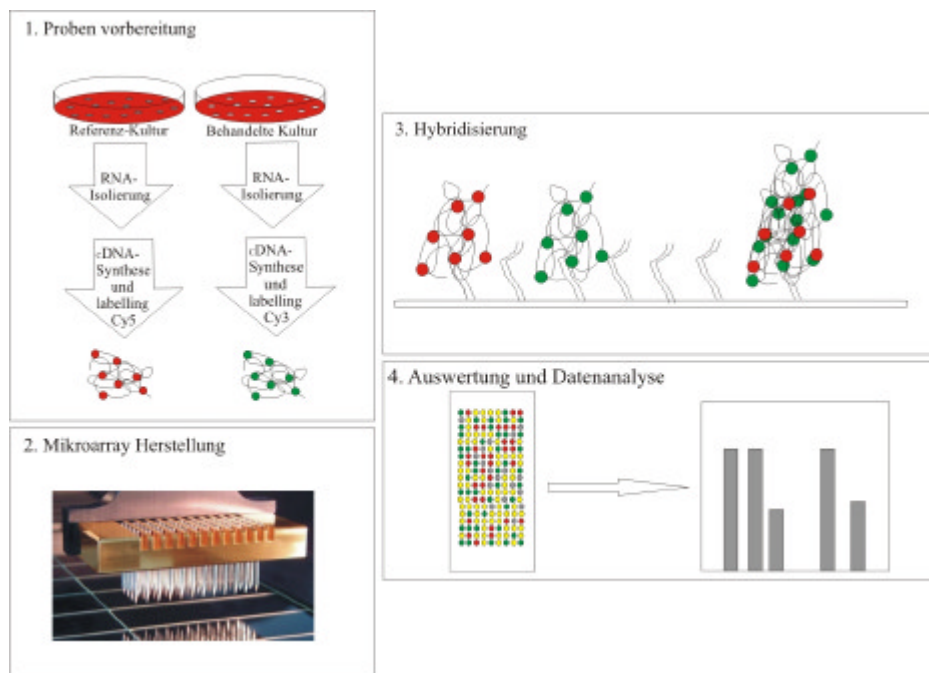 1. Proben vorbereitung
Referenz-Kultur
Behandelte Kultur
RNA-
Isolierung
RNA-
Isolierung
cDNA-
Synthese
und
labelling
Cy5
cDNA-
Synthese
und
labelling
Cy3
2. Mikroarray Herstellung
3. Hybridisierung
4. Auswertung und Datenanalyse